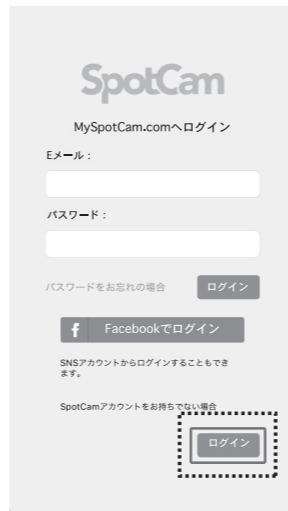 SpotCam
MySpotCam.comへログイン
Eメール：
パスワード：
パスワードをお忘れの場合
ログイン
f Facebookでログイン
SNSアカウントからログインすることもでき
ます。
SpotCamアカウントをお持ちでない場合
ログイン